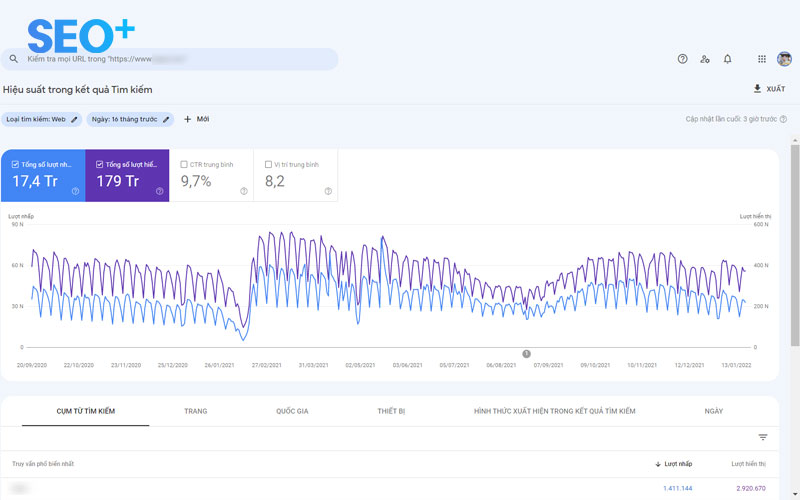 SEO+
Kiểm tra mọi URL trong "https://www
Hiệu suất trong kết quả Tìm kiếm
XUẤT
Loại tìm kiếm: Web
Ngày: 16 tháng trước
+ Mới
Cập nhật lần cuối: 3 giờ trước
Tổng số lượt nh...
Tổng số lượt hiể...
CTR trung bình
Vị trí trung bình
17,4 Tr
179 Tr
9,7%
8,2
Lượt nhấp
Lượt hiển thị
90 N
600 N
60 N
400 N
30 N
200 N
0
0
1
20/09/2020
22/10/2020
23/11/2020
25/12/2020
26/01/2021
27/02/2021
31/03/2021
02/05/2021
03/06/2021
05/07/2021
06/08/2021
07/09/2021
09/10/2021
10/11/2021
12/12/2021
13/01/2022
CỤM TỪ TÌM KIẾM
TRANG
QUỐC GIA
THIẾT BỊ
HÌNH THỨC XUẤT HIỆN TRONG KẾT QUẢ TÌM KIẾM
NGÀY
Truy vấn phổ biến nhất
Lượt nhấp
Lượt hiển thị
1.411.144
2.920.670